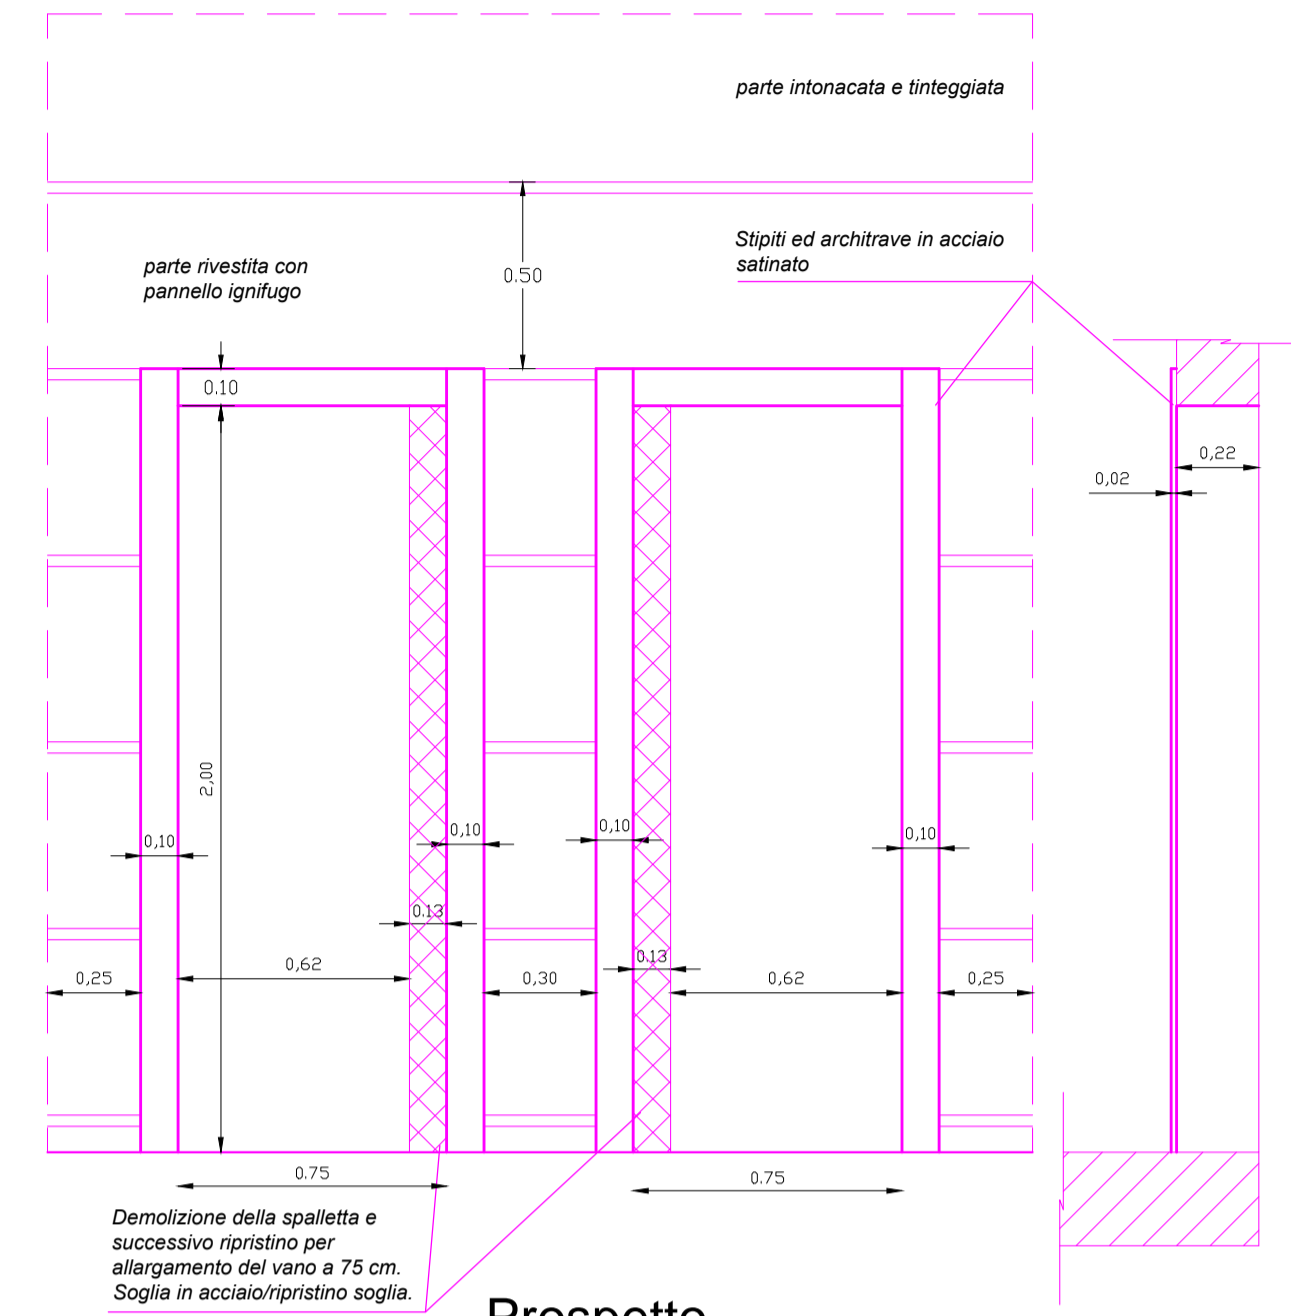 parte intonacata e tinteggiata
Stipiti ed architrave in acciaio
satinato
parte rivestita con
pannello ignifugo
0.50
0.10
0,22
0,02
2,00
0,10
0,10
0,10
0,10
0.13
0.13
0,25
0,62
0,30
0,62
0,25
0.75
0.75
Demolizione della spalletta e
successivo ripristino per
allargamento del vano a 75 cm.
Soglia in acciaio/ripristino soglia.
Prospetto